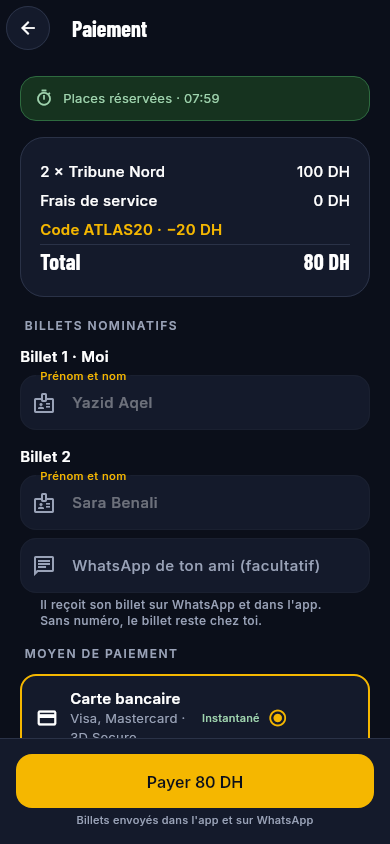 Paiement
Places réservées · 07:59
2 × Tribune Nord 100 DH
Frais de service 0 DH
Code ATLAS20 · −20 DH
Total 80 DH
BILLETS NOMINATIFS
Billet 1 · Moi
Prénom et nom
Yazid Aqel
Billet 2
Prénom et nom
Sara Benali
WhatsApp de ton ami (facultatif)
Il reçoit son billet sur WhatsApp et dans l'app.
Sans numéro, le billet reste chez toi.
MOYEN DE PAIEMENT
Carte bancaire
Visa, Mastercard · Instantané
3D Secure
Payer 80 DH
Billets envoyés dans l'app et sur WhatsApp